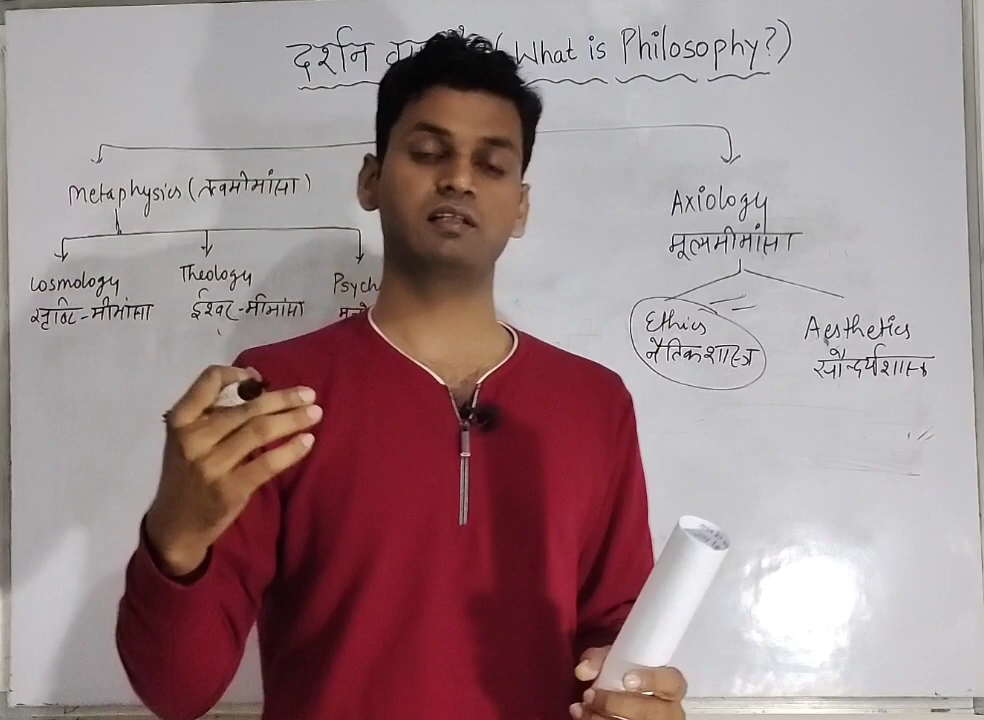 दर्शन (What is Philosophy?)
Metaphysics (तत्वमीमांसा)
Axiology
मूल्यमीमांसा
Cosmology
सृष्टि-मीमांसा
Theology
ईश्वर-मीमांसा
Psych
Ethics
नैतिकशास्त्र
Aesthetics
सौन्दर्यशास्त्र